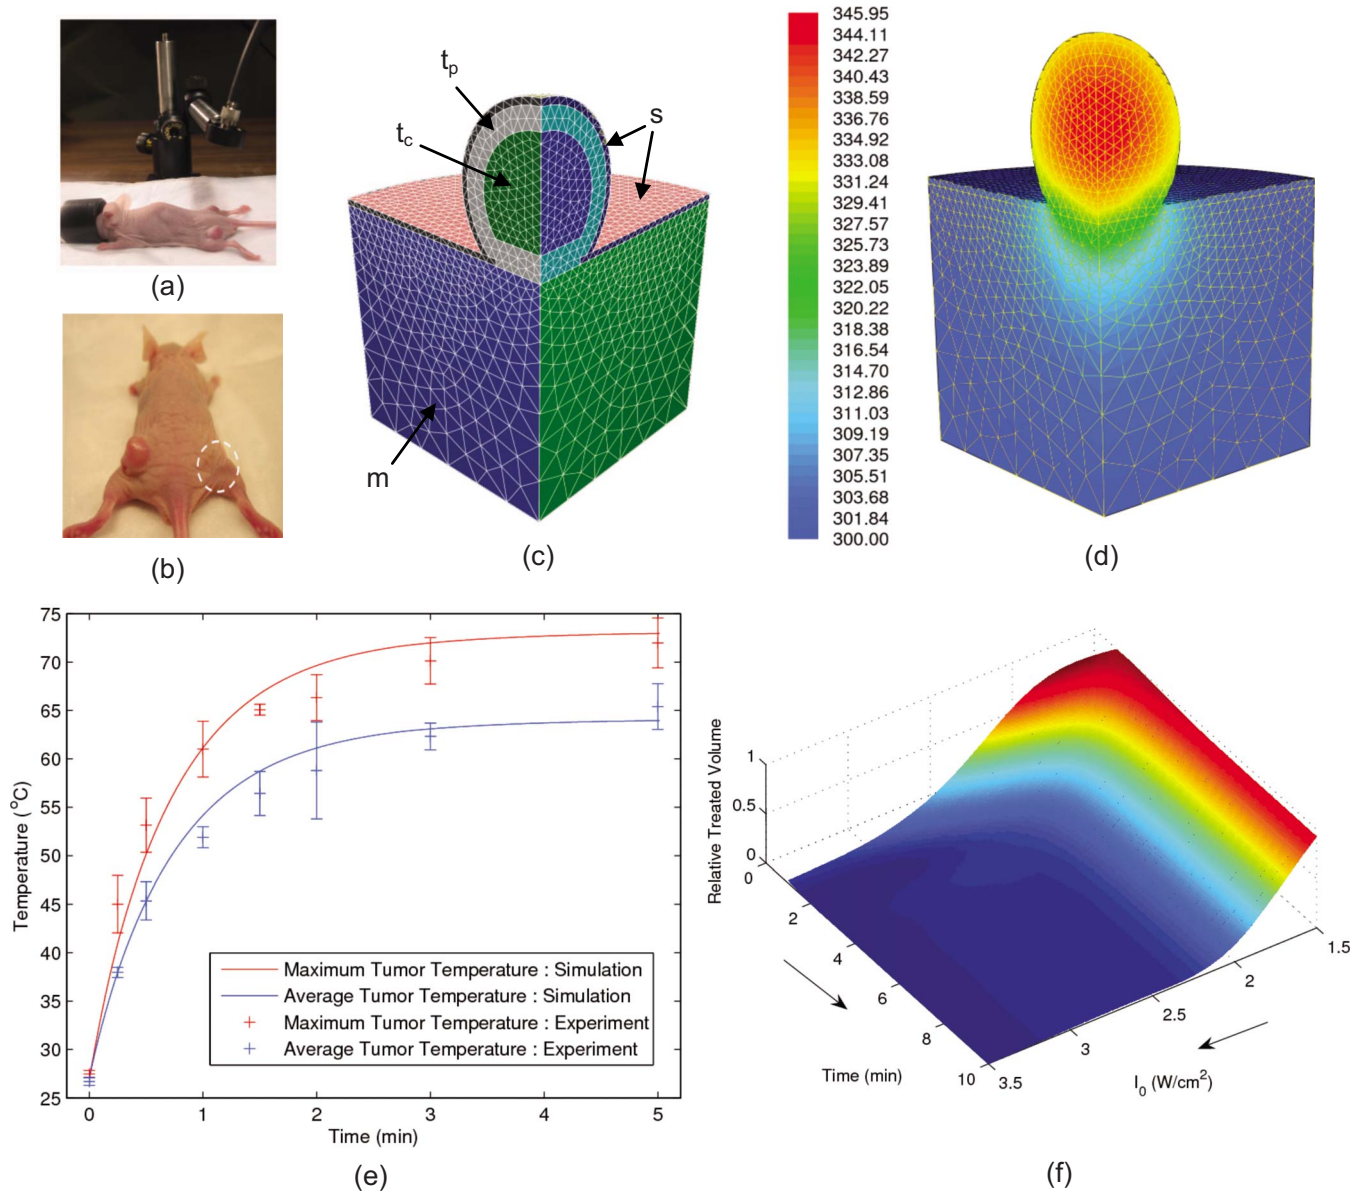 (a)
(b)
t_p
t_c
s
m
(c)
345.95
344.11
342.27
340.43
338.59
336.76
334.92
333.08
331.24
329.41
327.57
325.73
323.89
322.06
320.22
318.38
316.54
314.70
312.86
311.03
309.19
307.35
305.51
303.68
301.84
300.00
(d)
75
70
65
60
55
50
45
40
35
30
25
Temperature (°C)
Maximum Tumor Temperature : Simulation
Average Tumor Temperature : Simulation
Maximum Tumor Temperature : Experiment
Average Tumor Temperature : Experiment
0 1 2 3 4 5
Time (min)
(e)
Relative Treated Volume
1
0.5
0
0
2
4
6
8
10
Time (min)
3.5
3
2.5
2
1.5
I_0 (W/cm²)
(f)